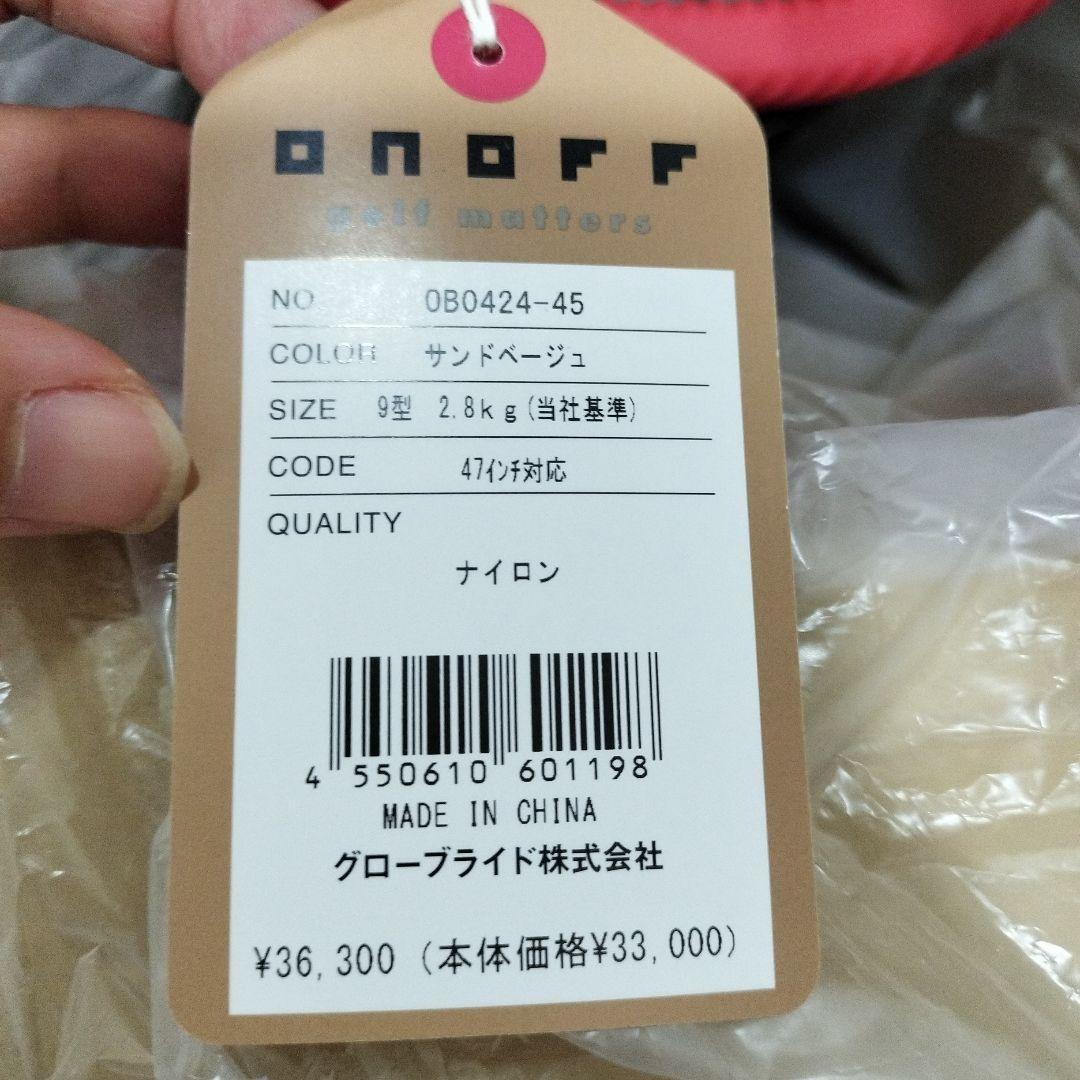 onoff
golf matters
NO OB0424-45
COLOR サンドベージュ
SIZE 9型 2.8kg(当社基準)
CODE 47ｲﾝﾁ対応
QUALITY
ナイロン
4 550610 601198
MADE IN CHINA
グローブライド株式会社
¥36,300 (本体価格¥33,000)